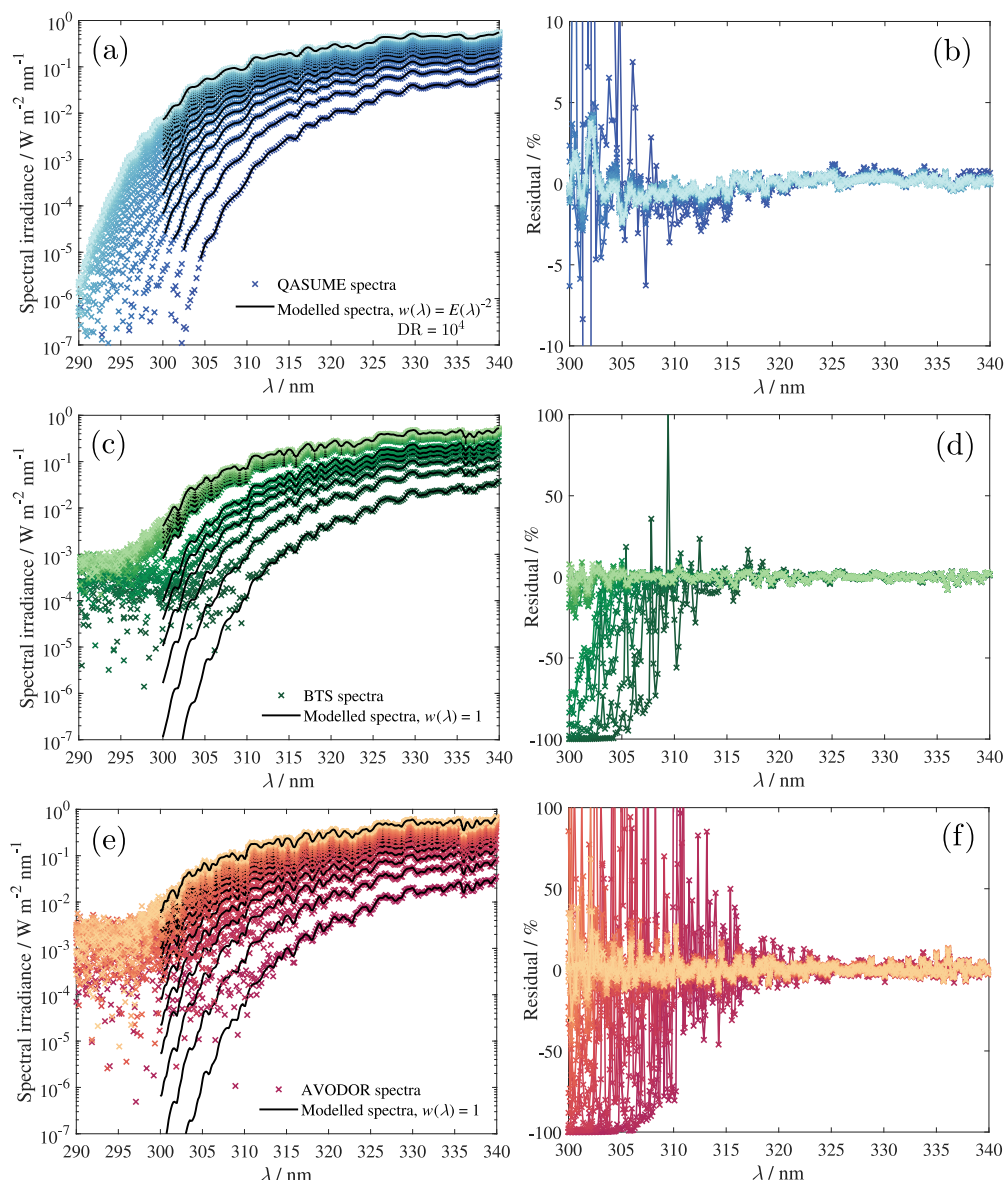 (a)
Spectral irradiance / W m⁻² nm⁻¹
10⁰
10⁻¹
10⁻²
10⁻³
10⁻⁴
10⁻⁵
10⁻⁶
10⁻⁷
QASUME spectra
Modelled spectra, w(λ) = E(λ)⁻²
DR = 10⁴
290 295 300 305 310 315 320 325 330 335 340
λ / nm
(b)
Residual / %
10
5
0
-5
-10
300 305 310 315 320 325 330 335 340
λ / nm
(c)
Spectral irradiance / W m⁻² nm⁻¹
10⁰
10⁻¹
10⁻²
10⁻³
10⁻⁴
10⁻⁵
10⁻⁶
10⁻⁷
BTS spectra
Modelled spectra, w(λ) = 1
290 295 300 305 310 315 320 325 330 335 340
λ / nm
(d)
Residual / %
100
50
0
-50
-100
300 305 310 315 320 325 330 335 340
λ / nm
(e)
Spectral irradiance / W m⁻² nm⁻¹
10⁰
10⁻¹
10⁻²
10⁻³
10⁻⁴
10⁻⁵
10⁻⁶
10⁻⁷
AVODOR spectra
Modelled spectra, w(λ) = 1
290 295 300 305 310 315 320 325 330 335 340
λ / nm
(f)
Residual / %
100
50
0
-50
-100
300 305 310 315 320 325 330 335 340
λ / nm